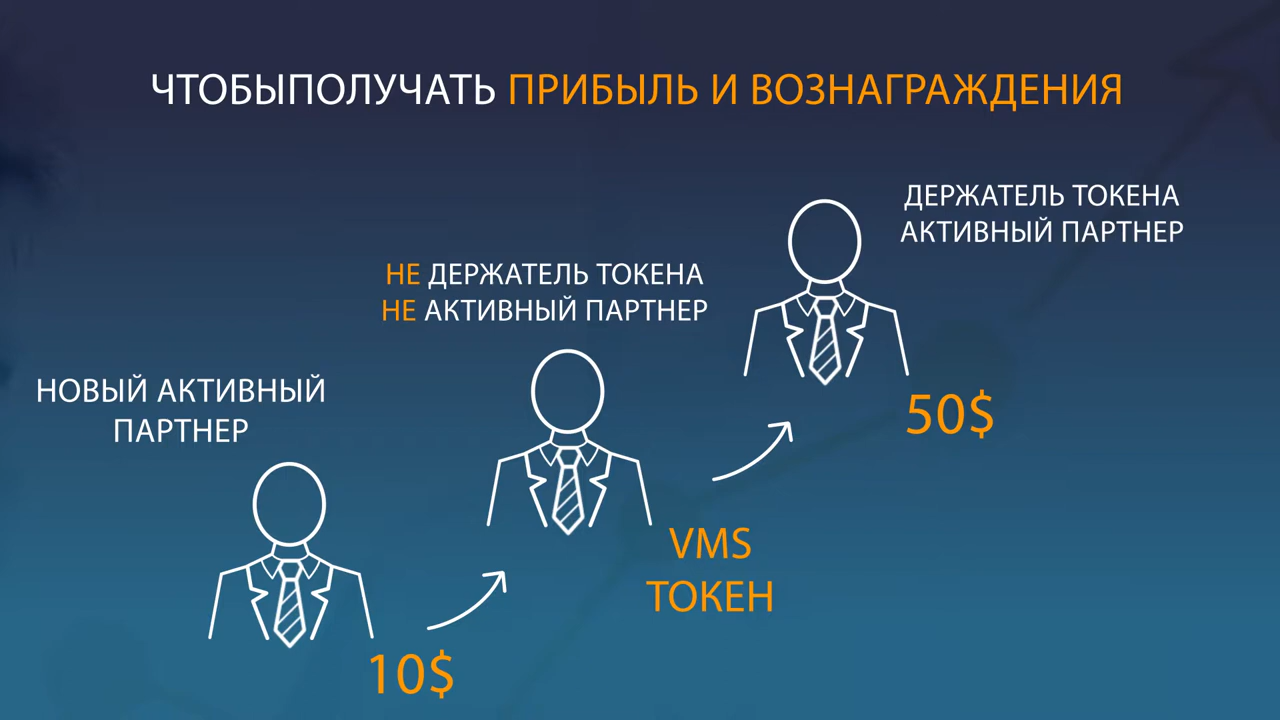 ЧТОБЫПОЛУЧАТЬ ПРИБЫЛЬ И ВОЗНАГРАЖДЕНИЯ
ДЕРЖАТЕЛЬ ТОКЕНА
АКТИВНЫЙ ПАРТНЕР
НЕ ДЕРЖАТЕЛЬ ТОКЕНА
НЕ АКТИВНЫЙ ПАРТНЕР
НОВЫЙ АКТИВНЫЙ
ПАРТНЕР
50$
VMS
ТОКЕН
10$